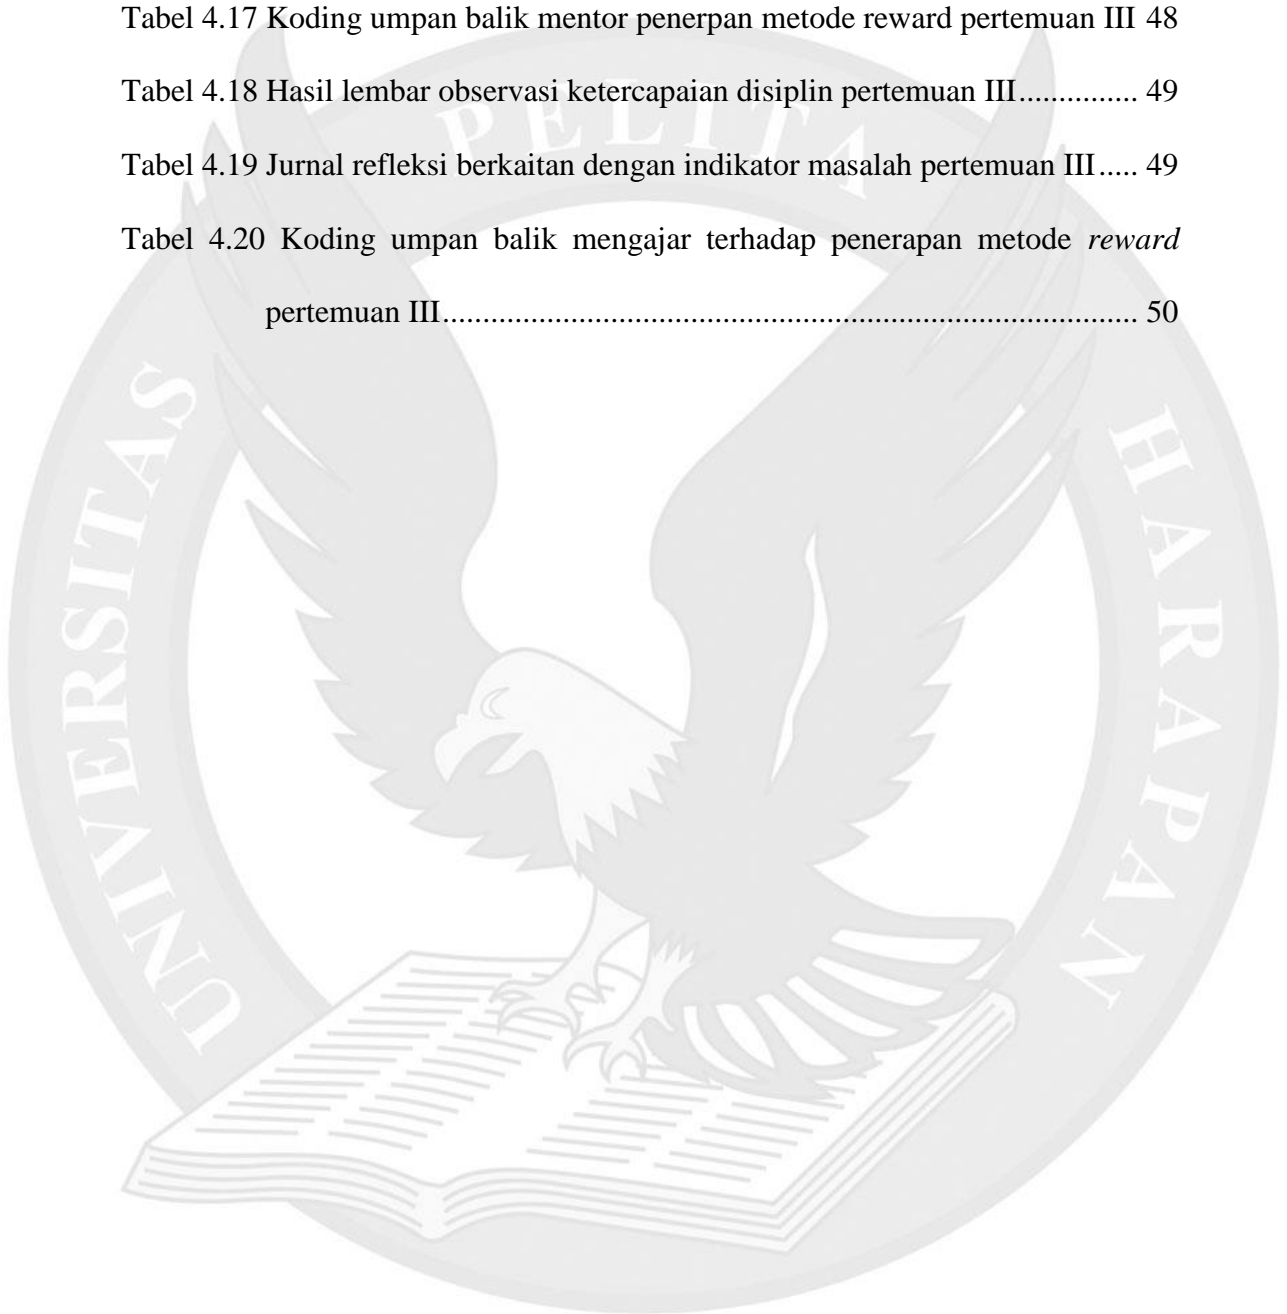 Tabel 4.17 Koding umpan balik mentor penerpan metode reward pertemuan III 48
Tabel 4.18 Hasil lembar observasi ketercapaian disiplin pertemuan III............... 49
Tabel 4.19 Jurnal refleksi berkaitan dengan indikator masalah pertemuan III..... 49
Tabel 4.20 Koding umpan balik mengajar terhadap penerapan metode reward
pertemuan III...................................................................................... 50
UNIVERSITAS PELITA HARAPAN